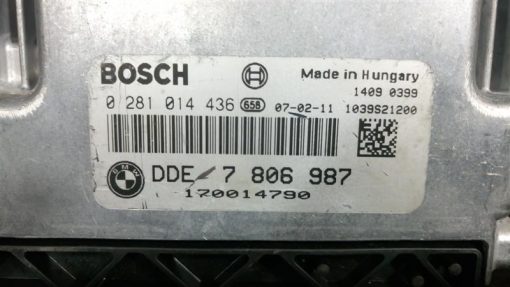 BOSCH Made in Hungary
1409 0399
0 281 014 436 658 07-02-11 1039S21200
BMW DDE 7 806 987
170014790